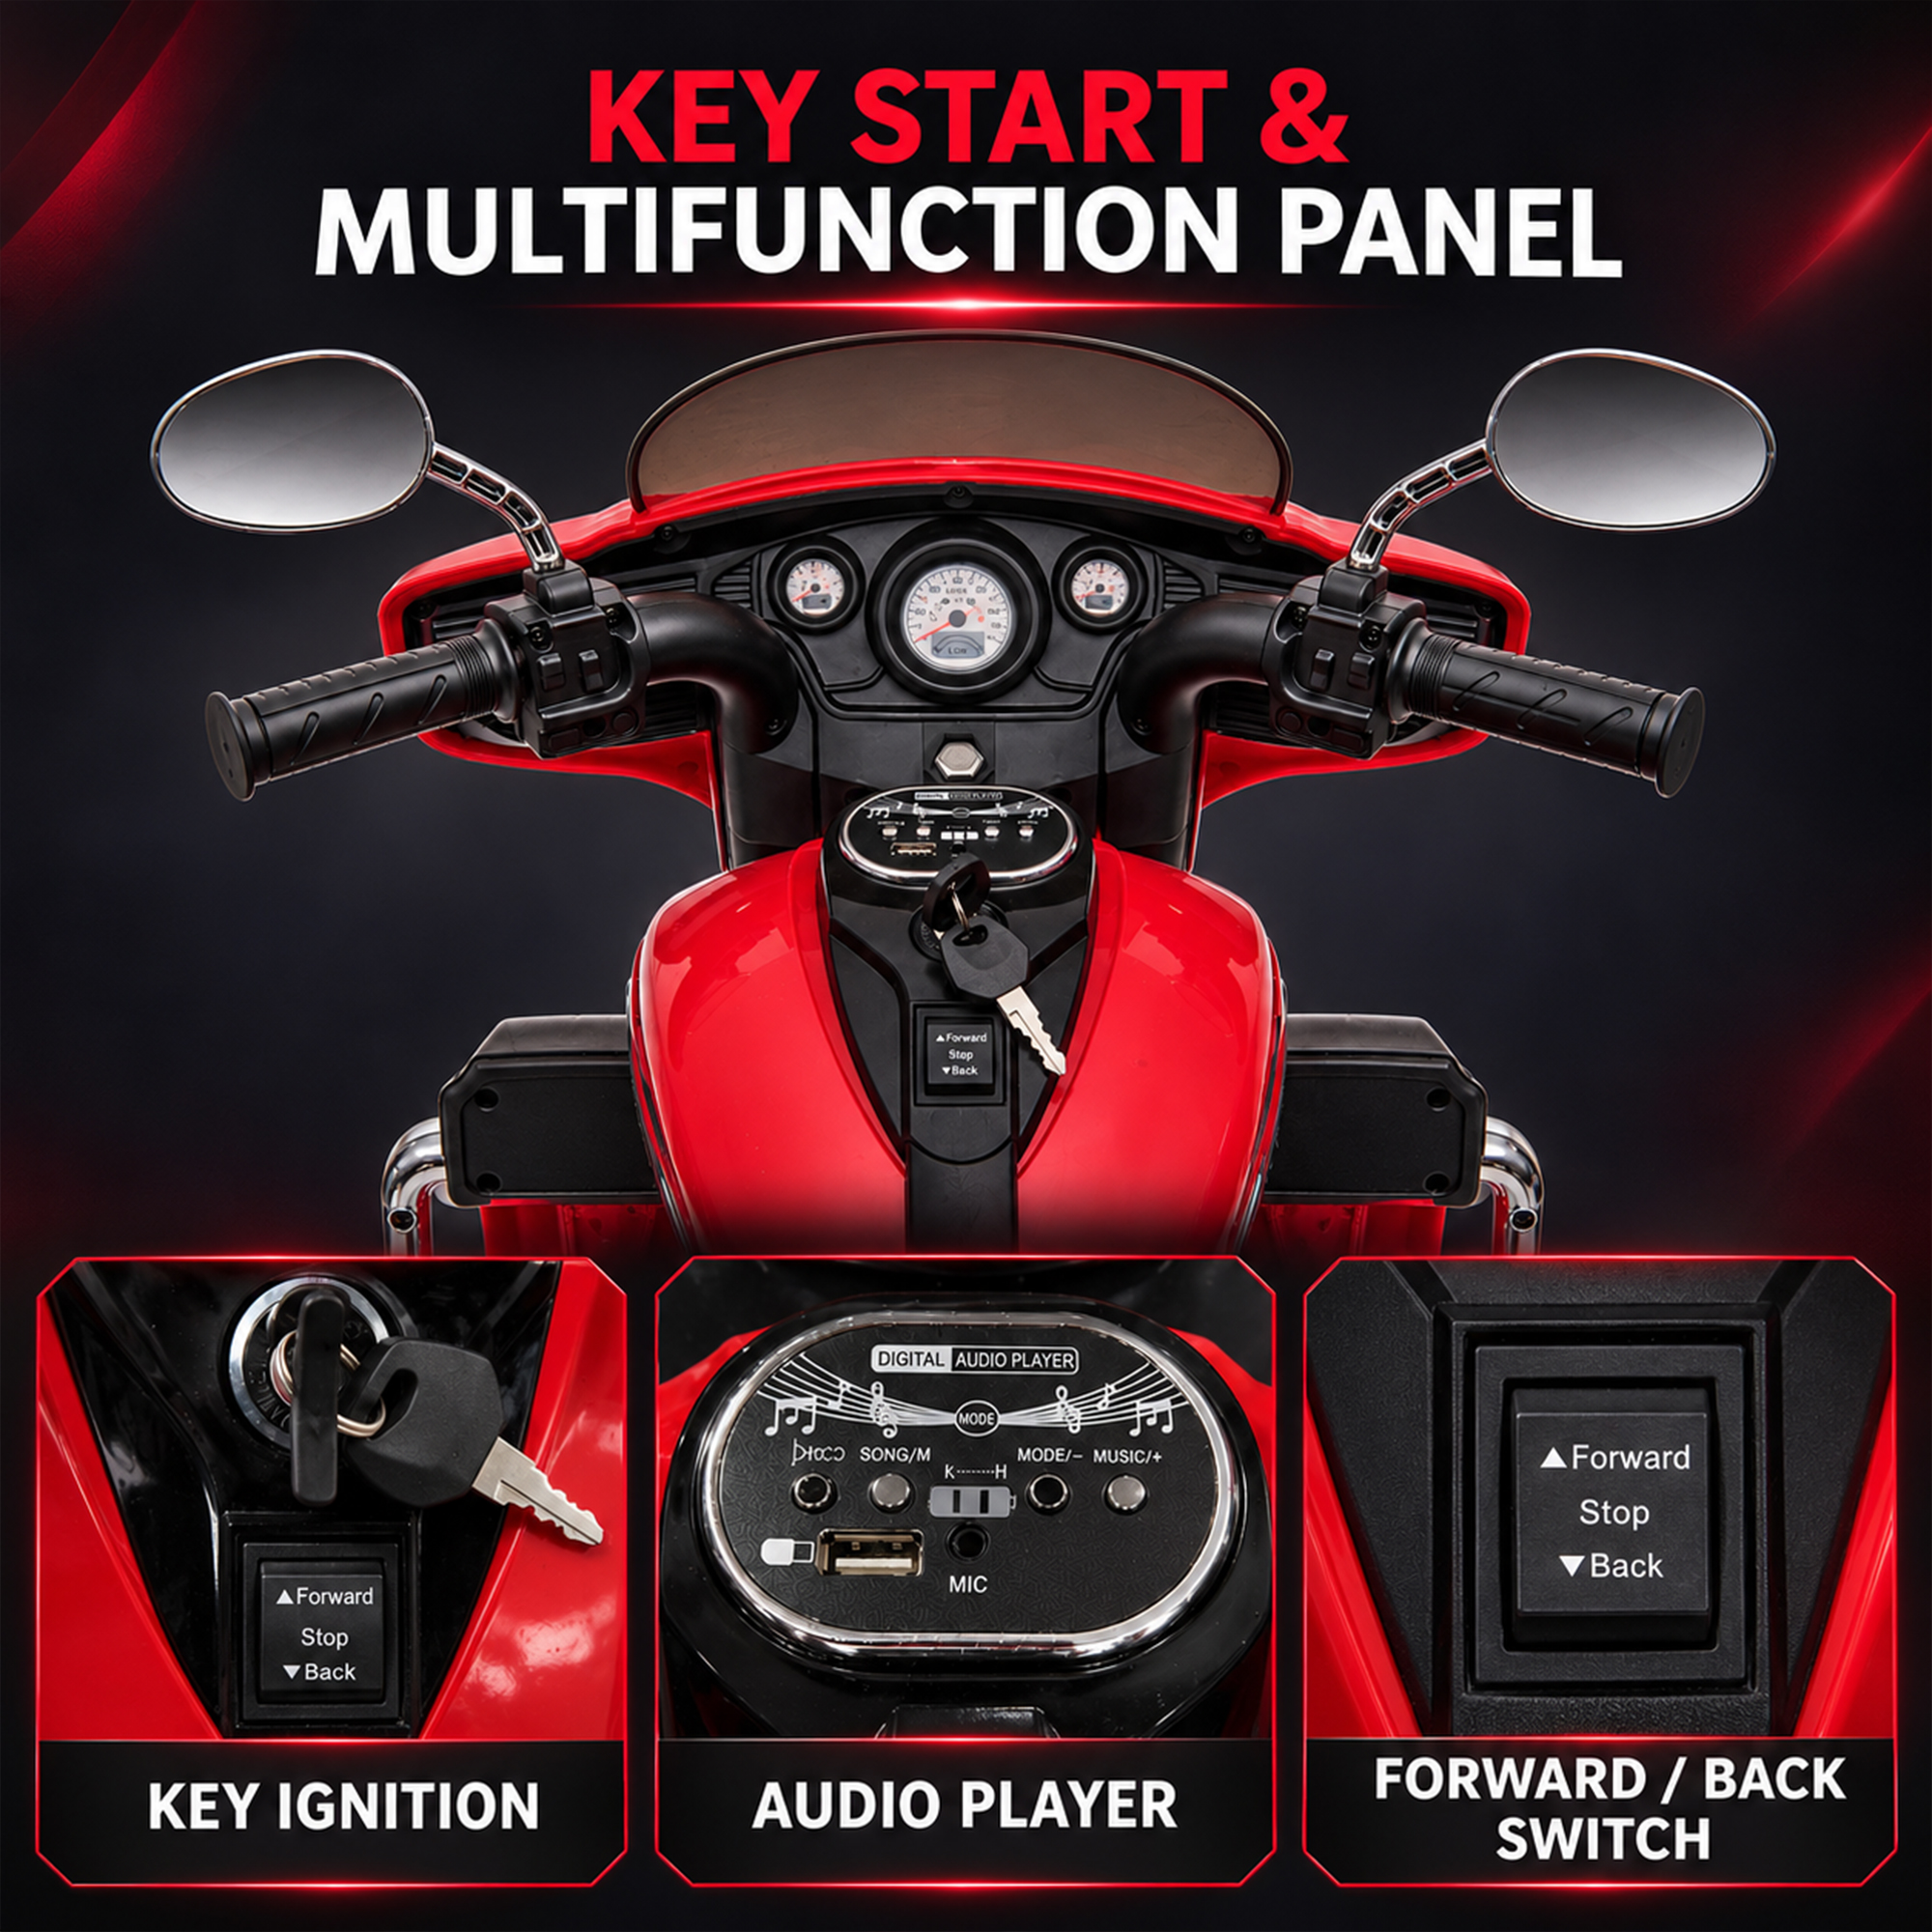 KEY START &
MULTIFUNCTION PANEL
▲Forward
Stop
▼Back
▲Forward
Stop
▼Back
KEY IGNITION
DIGITAL AUDIO PLAYER
MODE
SONG/M
MODE/−
MUSIC/+
K--------H
MIC
AUDIO PLAYER
▲Forward
Stop
▼Back
FORWARD / BACK
SWITCH